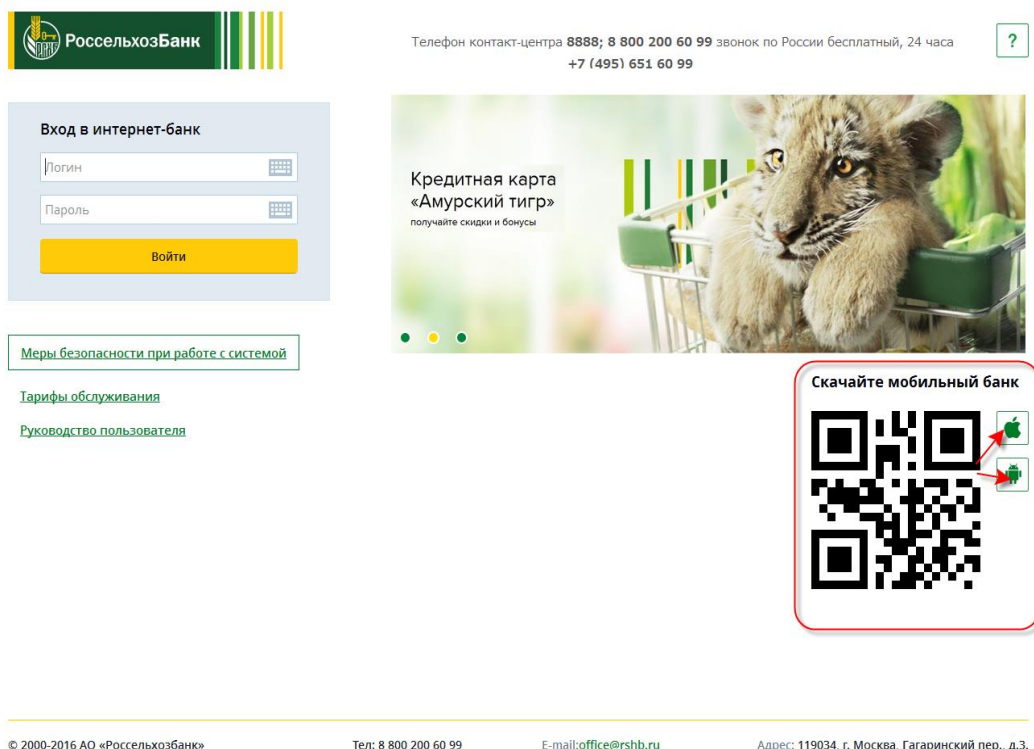 РоссельхозБанк
Телефон контакт-центра 8888; 8 800 200 60 99 звонок по России бесплатный, 24 часа
+7 (495) 651 60 99
?
Вход в интернет-банк
Логин
Пароль
Войти
Кредитная карта
«Амурский тигр»
получайте скидки и бонусы
Меры безопасности при работе с системой
Тарифы обслуживания
Руководство пользователя
Скачайте мобильный банк
© 2000-2016 АО «Россельхозбанк»
Тел: 8 800 200 60 99
E-mail:office@rshb.ru
Адрес: 119034, г. Москва, Гагаринский пер., д.3.